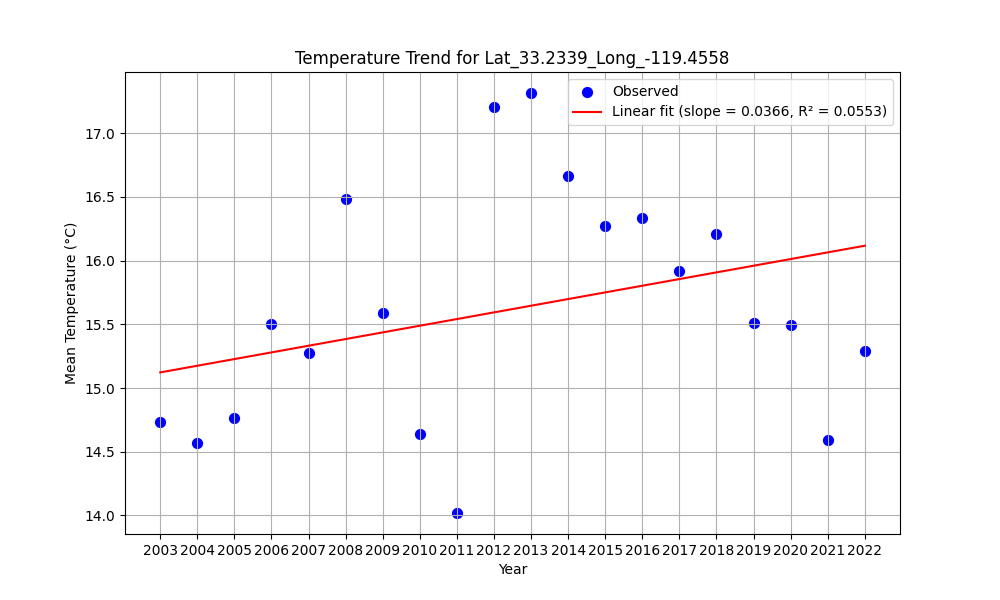 Temperature Trend for Lat_33.2339_Long_-119.4558
Observed
Linear fit (slope = 0.0366, R² = 0.0553)
Mean Temperature (°C)
17.0
16.5
16.0
15.5
15.0
14.5
14.0
2003 2004 2005 2006 2007 2008 2009 2010 2011 2012 2013 2014 2015 2016 2017 2018 2019 2020 2021 2022
Year